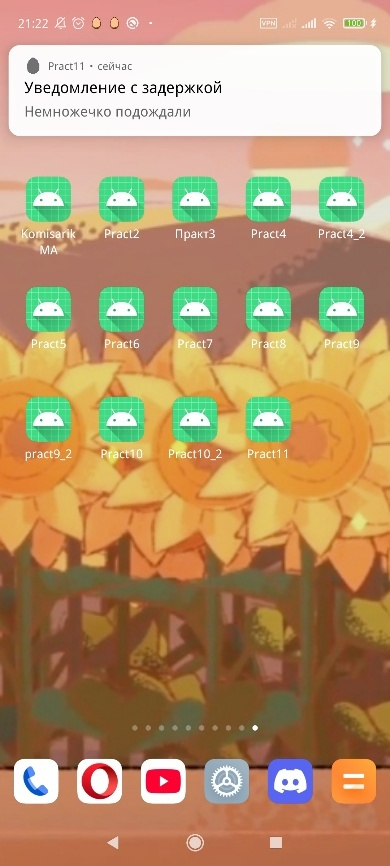 21:22
VPN
100
Pract11 • сейчас
Уведомление с задержкой
Немножечко подождали
Komisarik Pract2 Практ3 Pract4 Pract4_2
MA
Pract5 Pract6 Pract7 Pract8 Pract9
pract9_2 Pract10 Pract10_2 Pract11